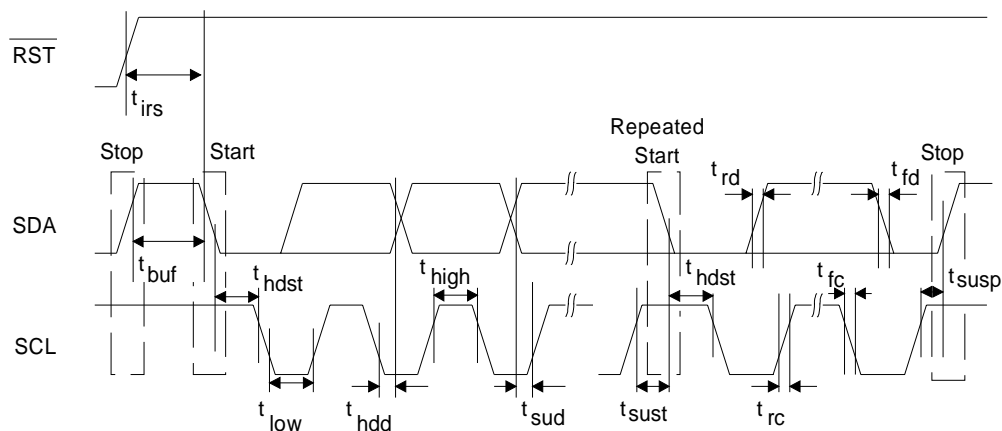 RST
t irs
Repeated
Stop Start Start Stop
t rd t fd
SDA
t buf t hdst t high t hdst t fc t susp
SCL
t low t hdd t sud t sust t rc